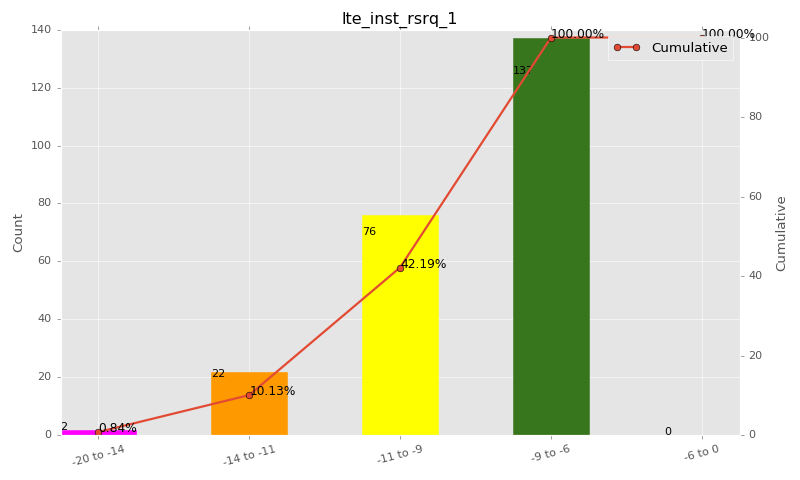 lte_inst_rsrq_1
140
120
100
80
60
40
20
0
Count
100
80
60
40
20
0
Cumulative
Cumulative
2
22
76
137
0
0.84%
10.13%
42.19%
100.00%
100.00%
-20 to -14
-14 to -11
-11 to -9
-9 to -6
-6 to 0